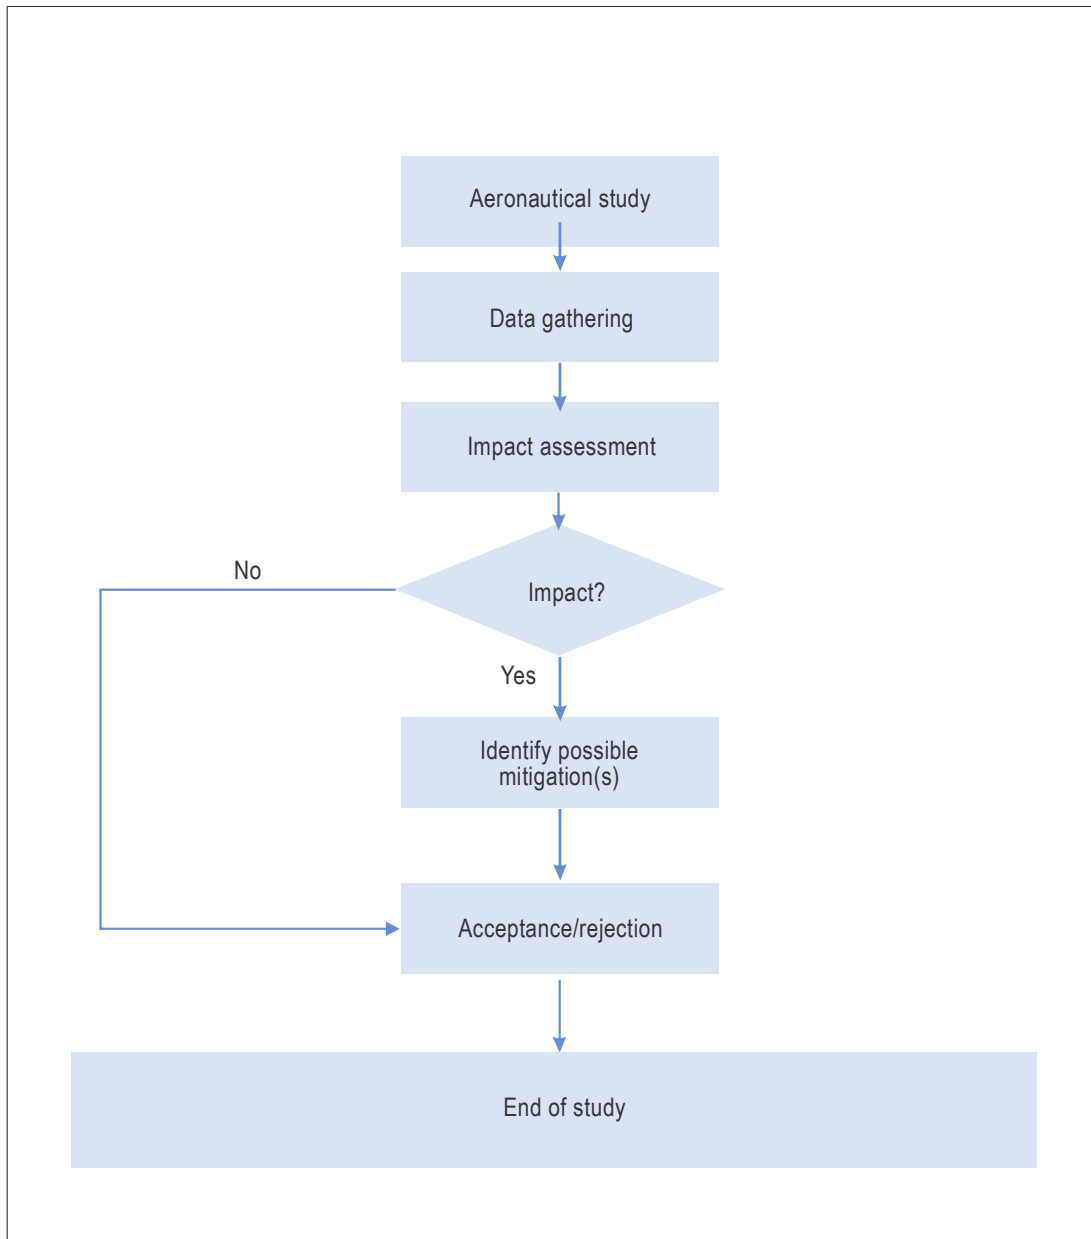 Aeronautical study
Data gathering
Impact assessment
No
Impact?
Yes
Identify possible
mitigation(s)
Acceptance/rejection
End of study